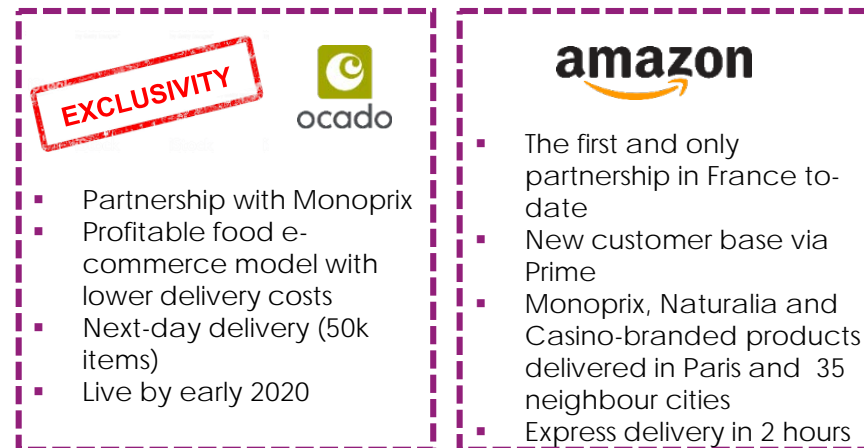 EXCLUSIVITY
ocado
▪ Partnership with Monoprix
▪ Profitable food e-
commerce model with
lower delivery costs
▪ Next-day delivery (50k
items)
▪ Live by early 2020
amazon
▪ The first and only
partnership in France to-
date
▪ New customer base via
Prime
▪ Monoprix, Naturalia and
Casino-branded products
delivered in Paris and  35
neighbour cities
▪ Express delivery in 2 hours